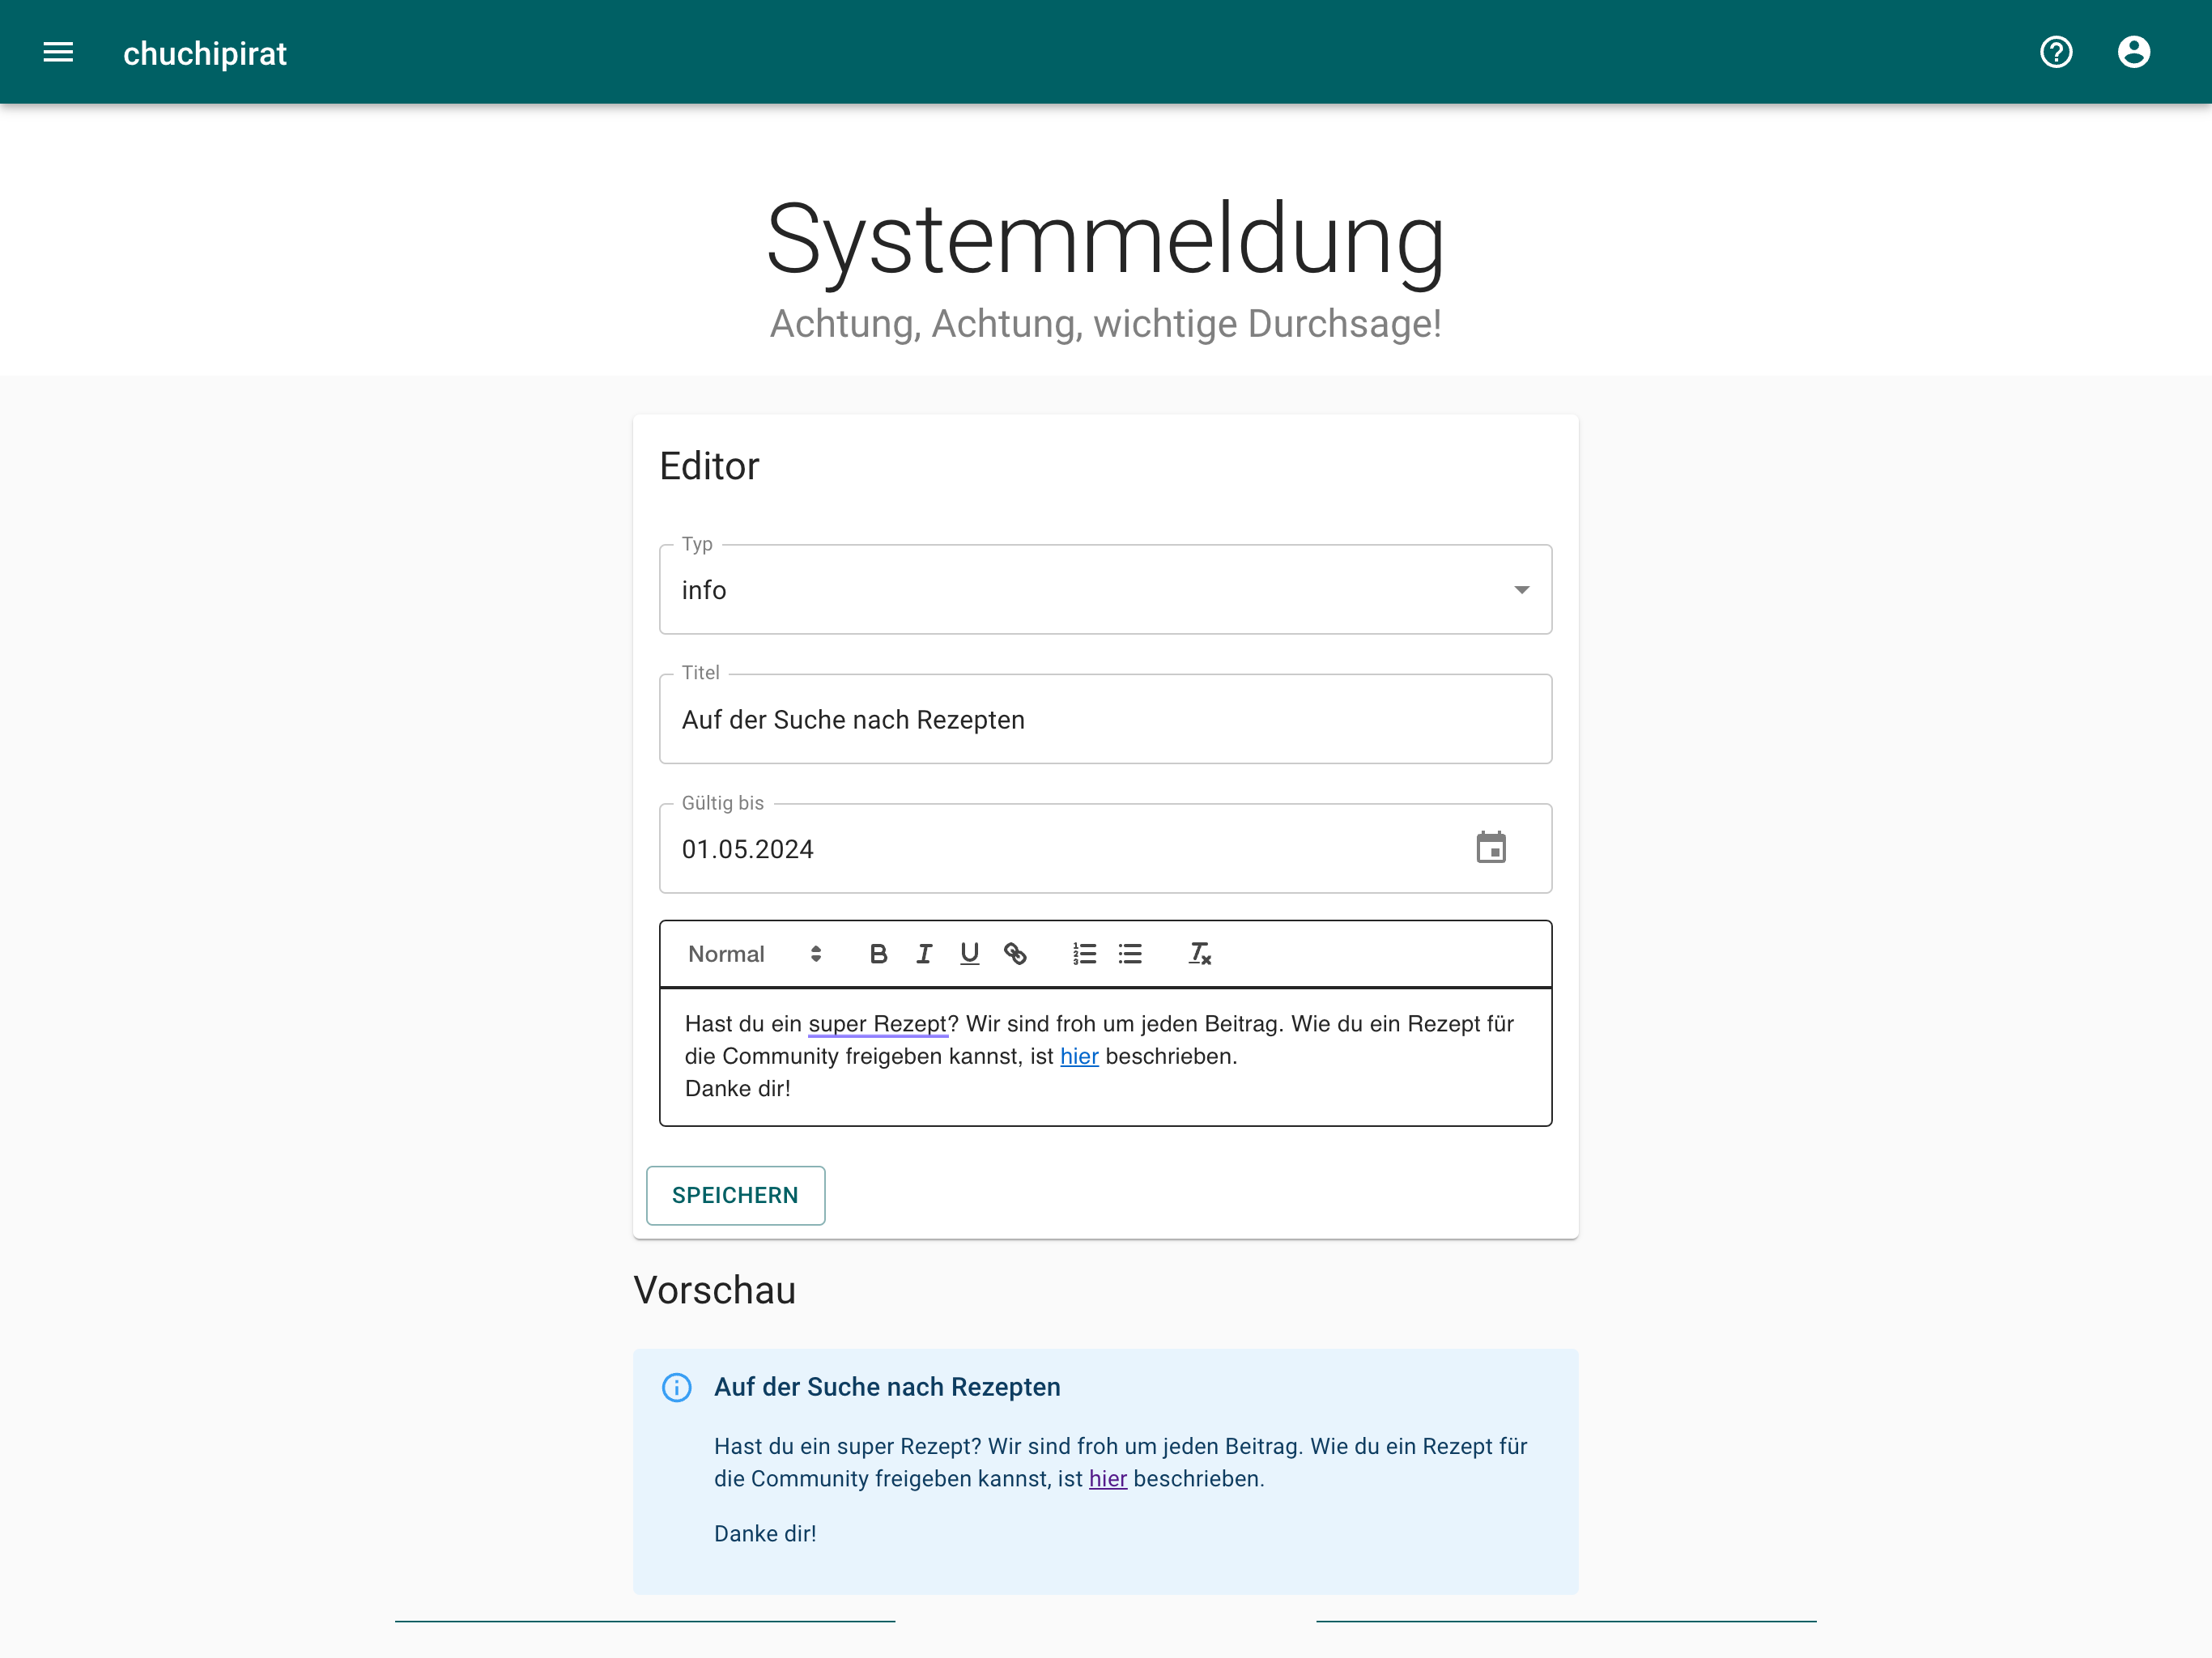 chuchipirat
Systemmeldung
Achtung, Achtung, wichtige Durchsage!
Editor
Typ
info
Titel
Auf der Suche nach Rezepten
Gültig bis
01.05.2024
Normal
Hast du ein super Rezept? Wir sind froh um jeden Beitrag. Wie du ein Rezept für
die Community freigeben kannst, ist hier beschrieben.
Danke dir!
SPEICHERN
Vorschau
Auf der Suche nach Rezepten
Hast du ein super Rezept? Wir sind froh um jeden Beitrag. Wie du ein Rezept für
die Community freigeben kannst, ist hier beschrieben.
Danke dir!